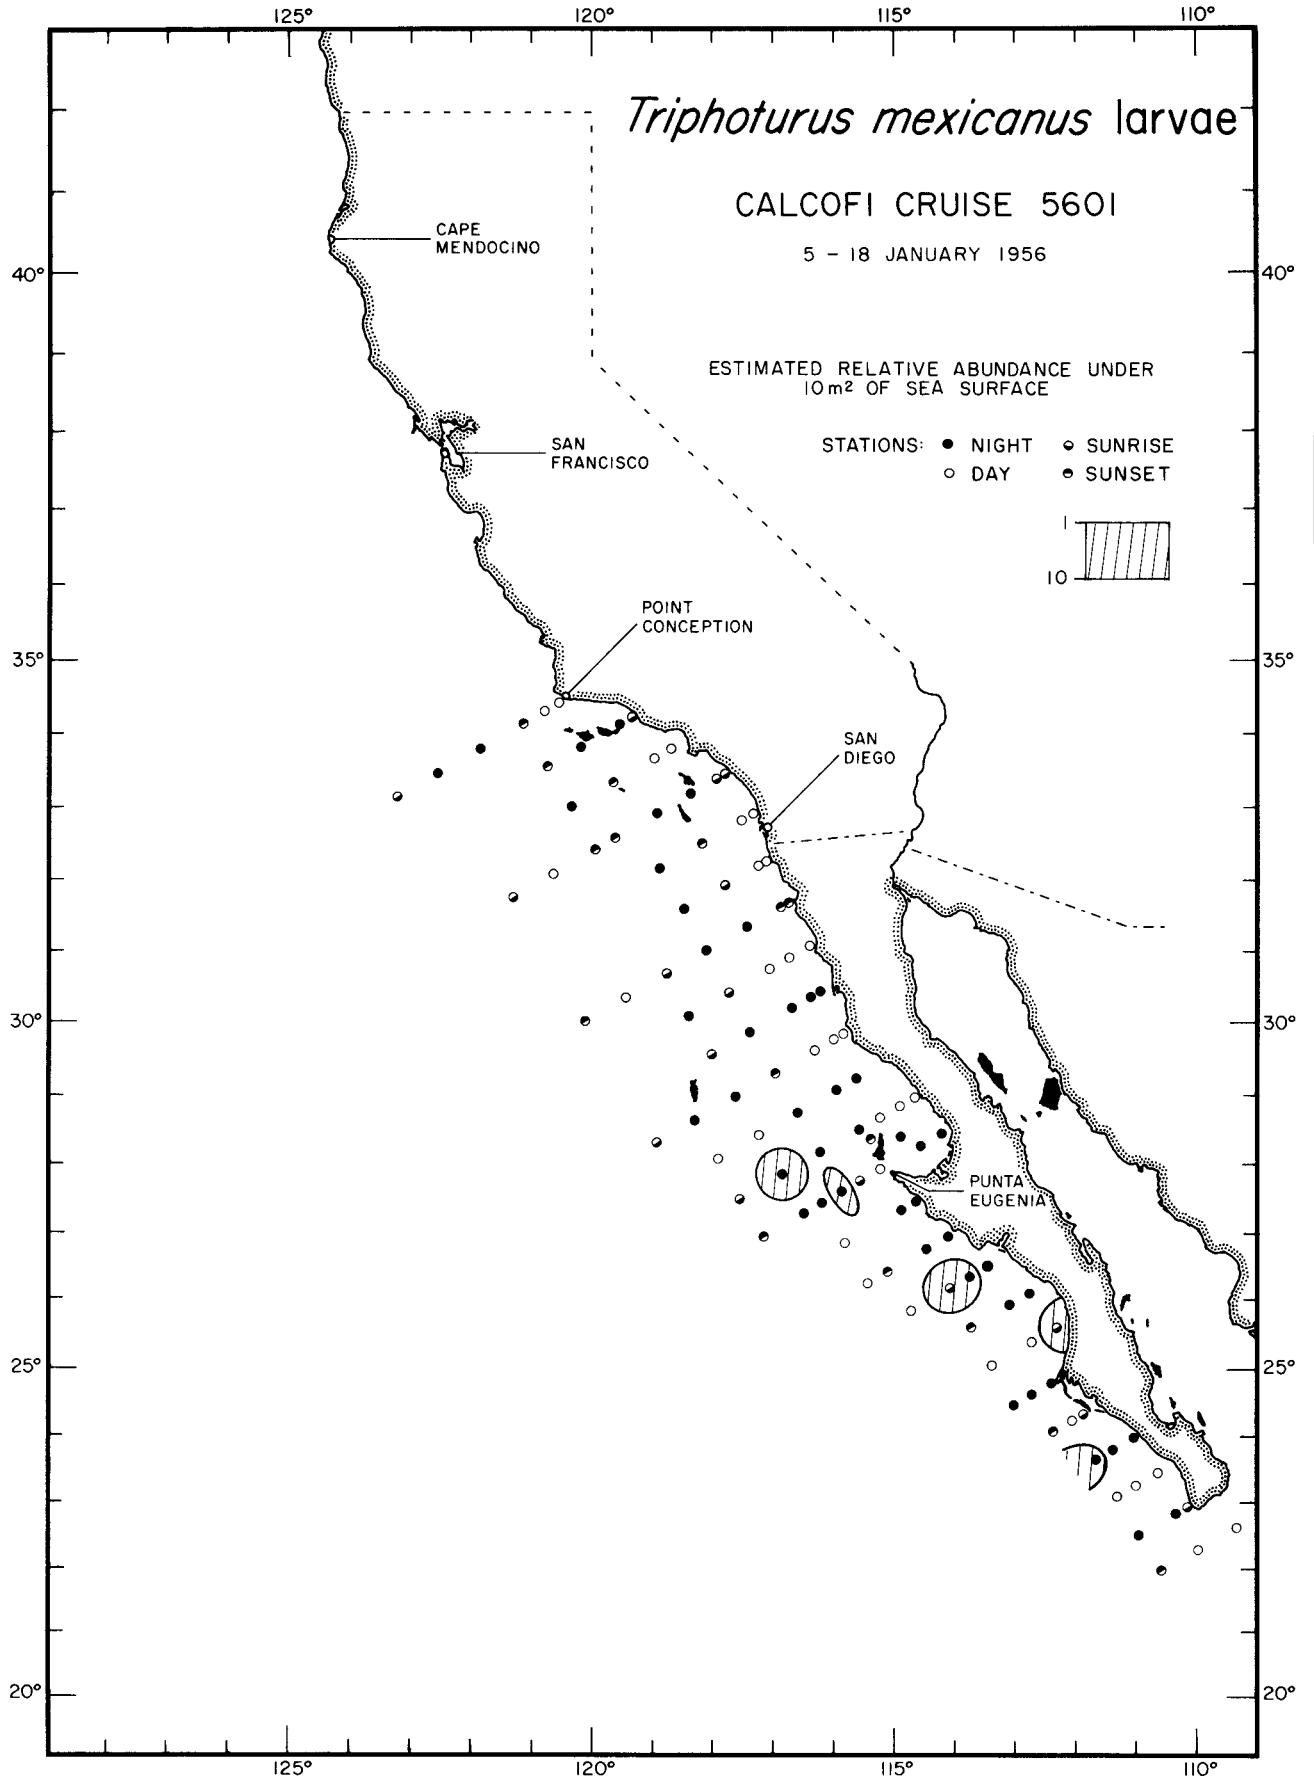 125° 120° 115° 110°
Triphoturus mexicanus larvae
CALCOFI CRUISE 5601
5 - 18 JANUARY 1956
CAPE
MENDOCINO
40° 40°
ESTIMATED RELATIVE ABUNDANCE UNDER
10m² OF SEA SURFACE
STATIONS: NIGHT SUNRISE
DAY SUNSET
SAN
FRANCISCO
1
10
POINT
CONCEPTION
35° 35°
SAN
DIEGO
30° 30°
PUNTA
EUGENIA
25° 25°
20° 20°
125° 120° 115° 110°